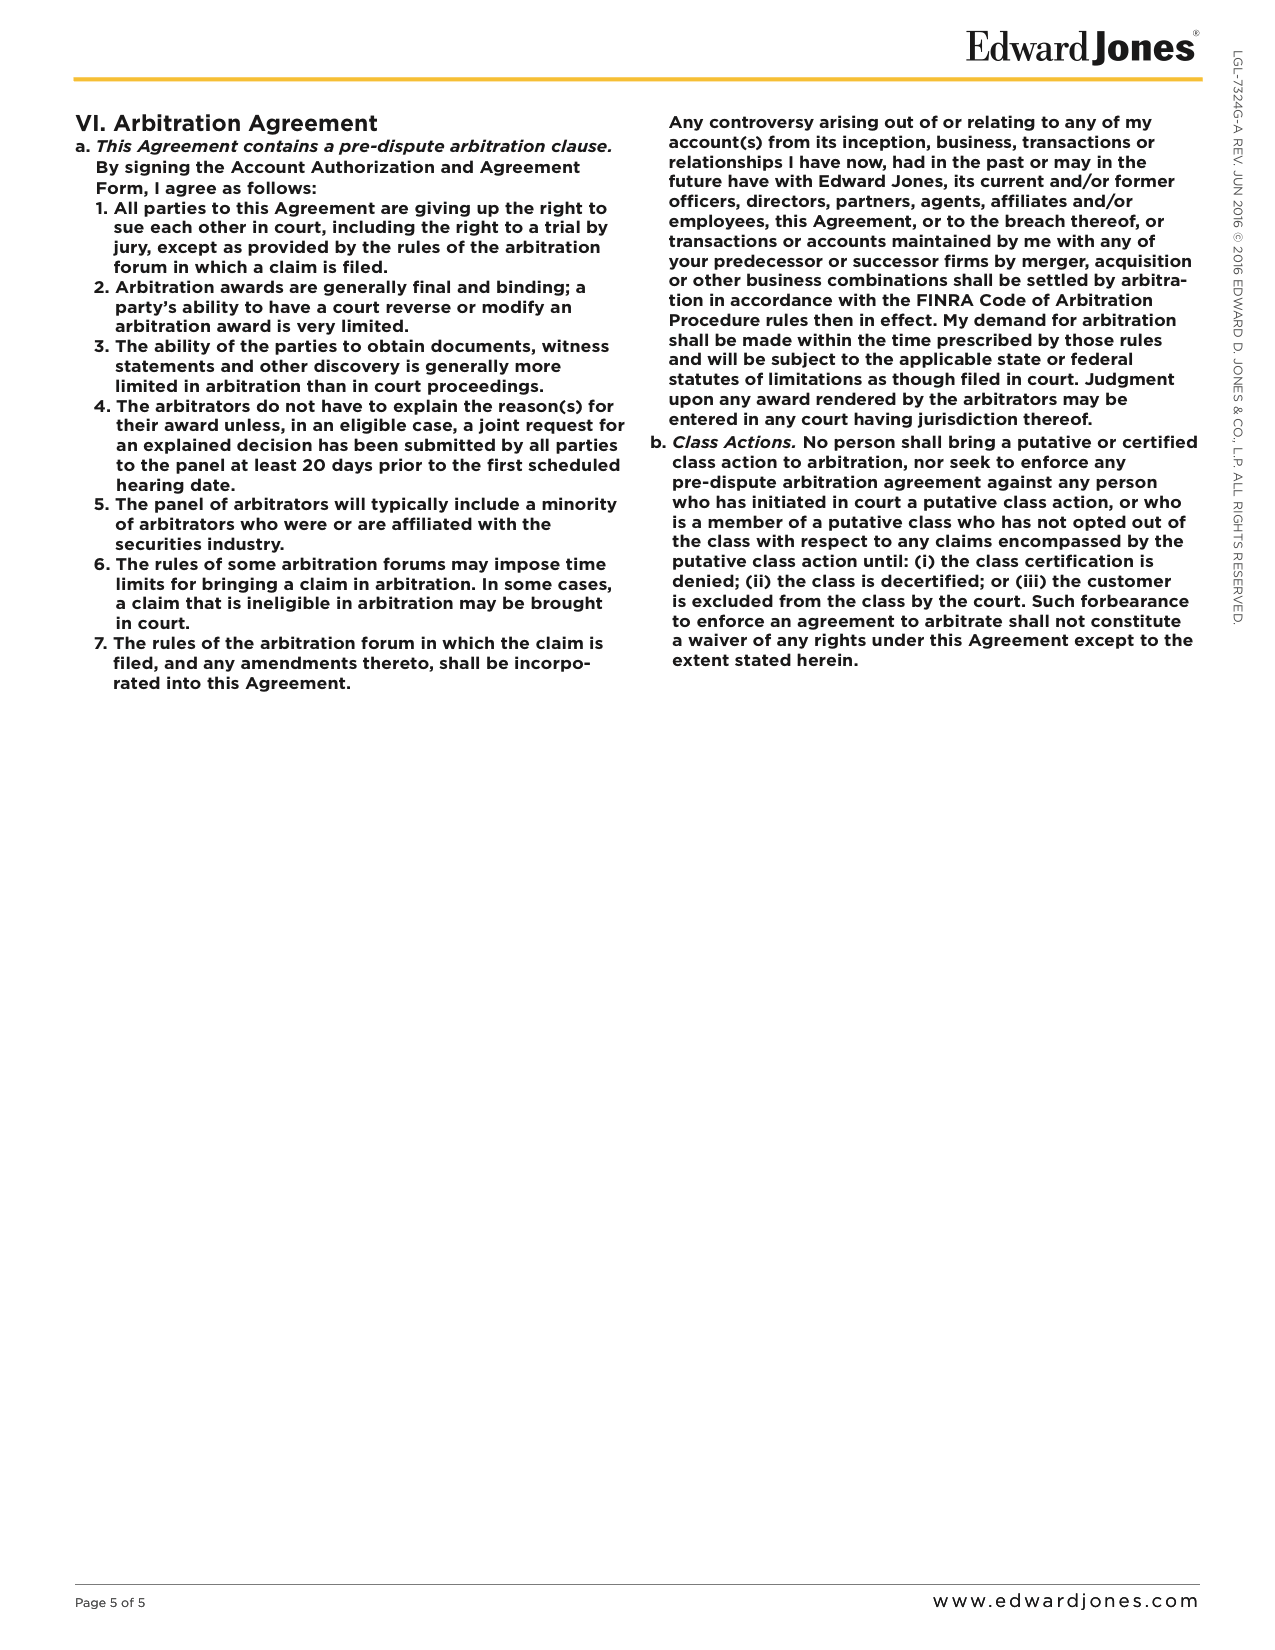 Edward Jones®
VI. Arbitration Agreement
a. This Agreement contains a pre-dispute arbitration clause.
By signing the Account Authorization and Agreement
Form, I agree as follows:
1. All parties to this Agreement are giving up the right to
sue each other in court, including the right to a trial by
jury, except as provided by the rules of the arbitration
forum in which a claim is filed.
2. Arbitration awards are generally final and binding; a
party’s ability to have a court reverse or modify an
arbitration award is very limited.
3. The ability of the parties to obtain documents, witness
statements and other discovery is generally more
limited in arbitration than in court proceedings.
4. The arbitrators do not have to explain the reason(s) for
their award unless, in an eligible case, a joint request for
an explained decision has been submitted by all parties
to the panel at least 20 days prior to the first scheduled
hearing date.
5. The panel of arbitrators will typically include a minority
of arbitrators who were or are affiliated with the
securities industry.
6. The rules of some arbitration forums may impose time
limits for bringing a claim in arbitration. In some cases,
a claim that is ineligible in arbitration may be brought
in court.
7. The rules of the arbitration forum in which the claim is
filed, and any amendments thereto, shall be incorpo-
rated into this Agreement.
Any controversy arising out of or relating to any of my
account(s) from its inception, business, transactions or
relationships I have now, had in the past or may in the
future have with Edward Jones, its current and/or former
officers, directors, partners, agents, affiliates and/or
employees, this Agreement, or to the breach thereof, or
transactions or accounts maintained by me with any of
your predecessor or successor firms by merger, acquisition
or other business combinations shall be settled by arbitra-
tion in accordance with the FINRA Code of Arbitration
Procedure rules then in effect. My demand for arbitration
shall be made within the time prescribed by those rules
and will be subject to the applicable state or federal
statutes of limitations as though filed in court. Judgment
upon any award rendered by the arbitrators may be
entered in any court having jurisdiction thereof.
b. Class Actions. No person shall bring a putative or certified
class action to arbitration, nor seek to enforce any
pre-dispute arbitration agreement against any person
who has initiated in court a putative class action, or who
is a member of a putative class who has not opted out of
the class with respect to any claims encompassed by the
putative class action until: (i) the class certification is
denied; (ii) the class is decertified; or (iii) the customer
is excluded from the class by the court. Such forbearance
to enforce an agreement to arbitrate shall not constitute
a waiver of any rights under this Agreement except to the
extent stated herein.
LGL-7324G-A REV. JUN 2016 © 2016 EDWARD D. JONES & CO., L.P. ALL RIGHTS RESERVED.
Page 5 of 5
www.edwardjones.com